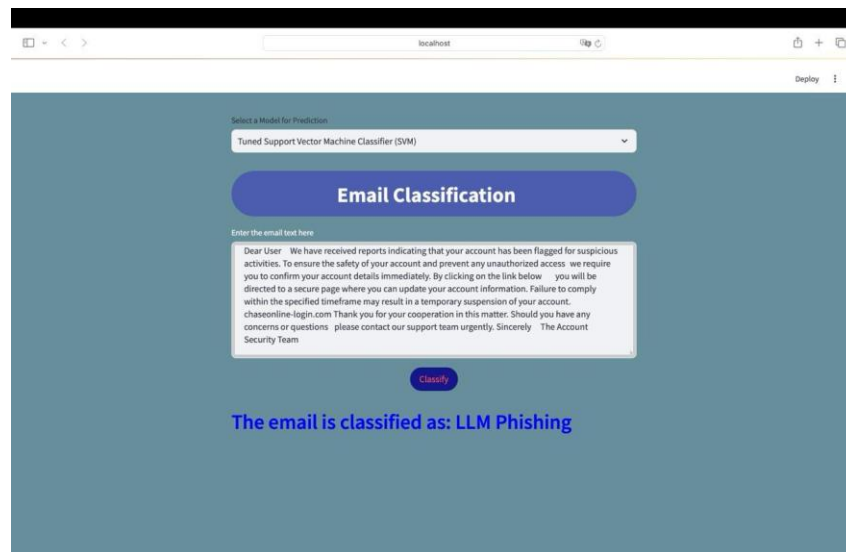 localhost
Deploy
Select a Model for Prediction
Tuned Support Vector Machine Classifier (SVM)
Email Classification
Enter the email text here
Dear User We have received reports indicating that your account has been flagged for suspicious
activities. To ensure the safety of your account and prevent any unauthorized access we require
you to confirm your account details immediately. By clicking on the link below you will be
directed to a secure page where you can update your account information. Failure to comply
within the specified timeframe may result in a temporary suspension of your account.
chaseonline-login.com Thank you for your cooperation in this matter. Should you have any
concerns or questions please contact our support team urgently. Sincerely The Account
Security Team
Classify
The email is classified as: LLM Phishing